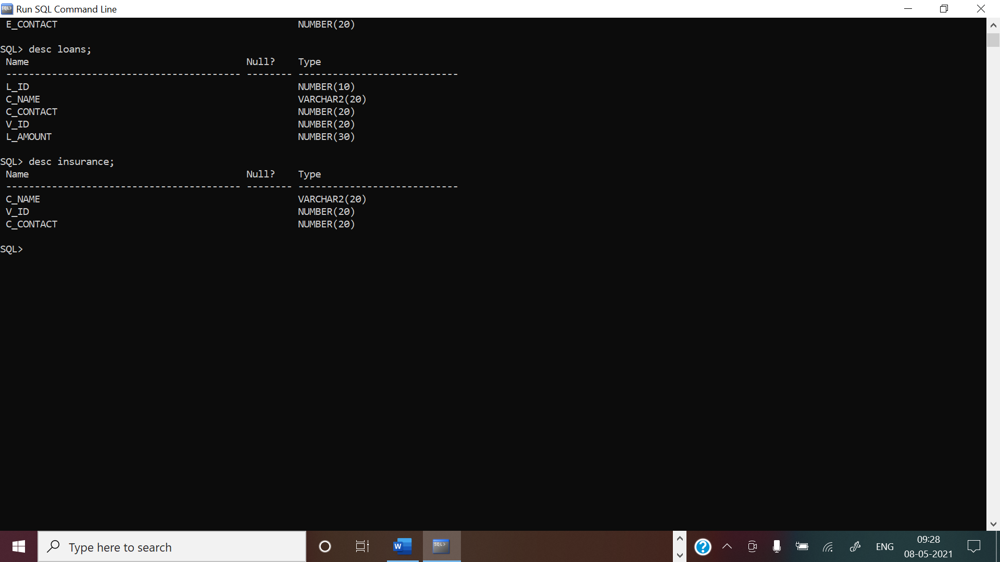 Run SQL Command Line
E_CONTACT NUMBER(20)
SQL> desc loans;
Name Null? Type
----------------------------------------- -------- ----------------------------
L_ID NUMBER(10)
C_NAME VARCHAR2(20)
C_CONTACT NUMBER(20)
V_ID NUMBER(20)
L_AMOUNT NUMBER(30)
SQL> desc insurance;
Name Null? Type
----------------------------------------- -------- ----------------------------
C_NAME VARCHAR2(20)
V_ID NUMBER(20)
C_CONTACT NUMBER(20)
SQL>
Type here to search
W
SQL>
?
ENG
09:28
08-05-2021